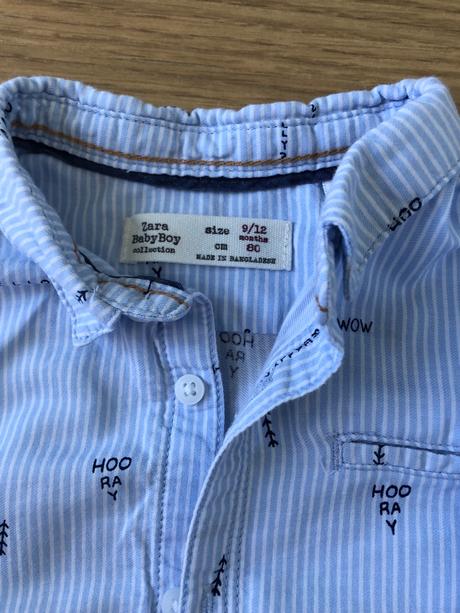 LLY?
Zara
BabyBoy
collection
size 9/12
months
cm 80
MADE IN BANGLADESH
WOW
HOO
RA
Y
HOO
RA
Y
HOO
RA
Y